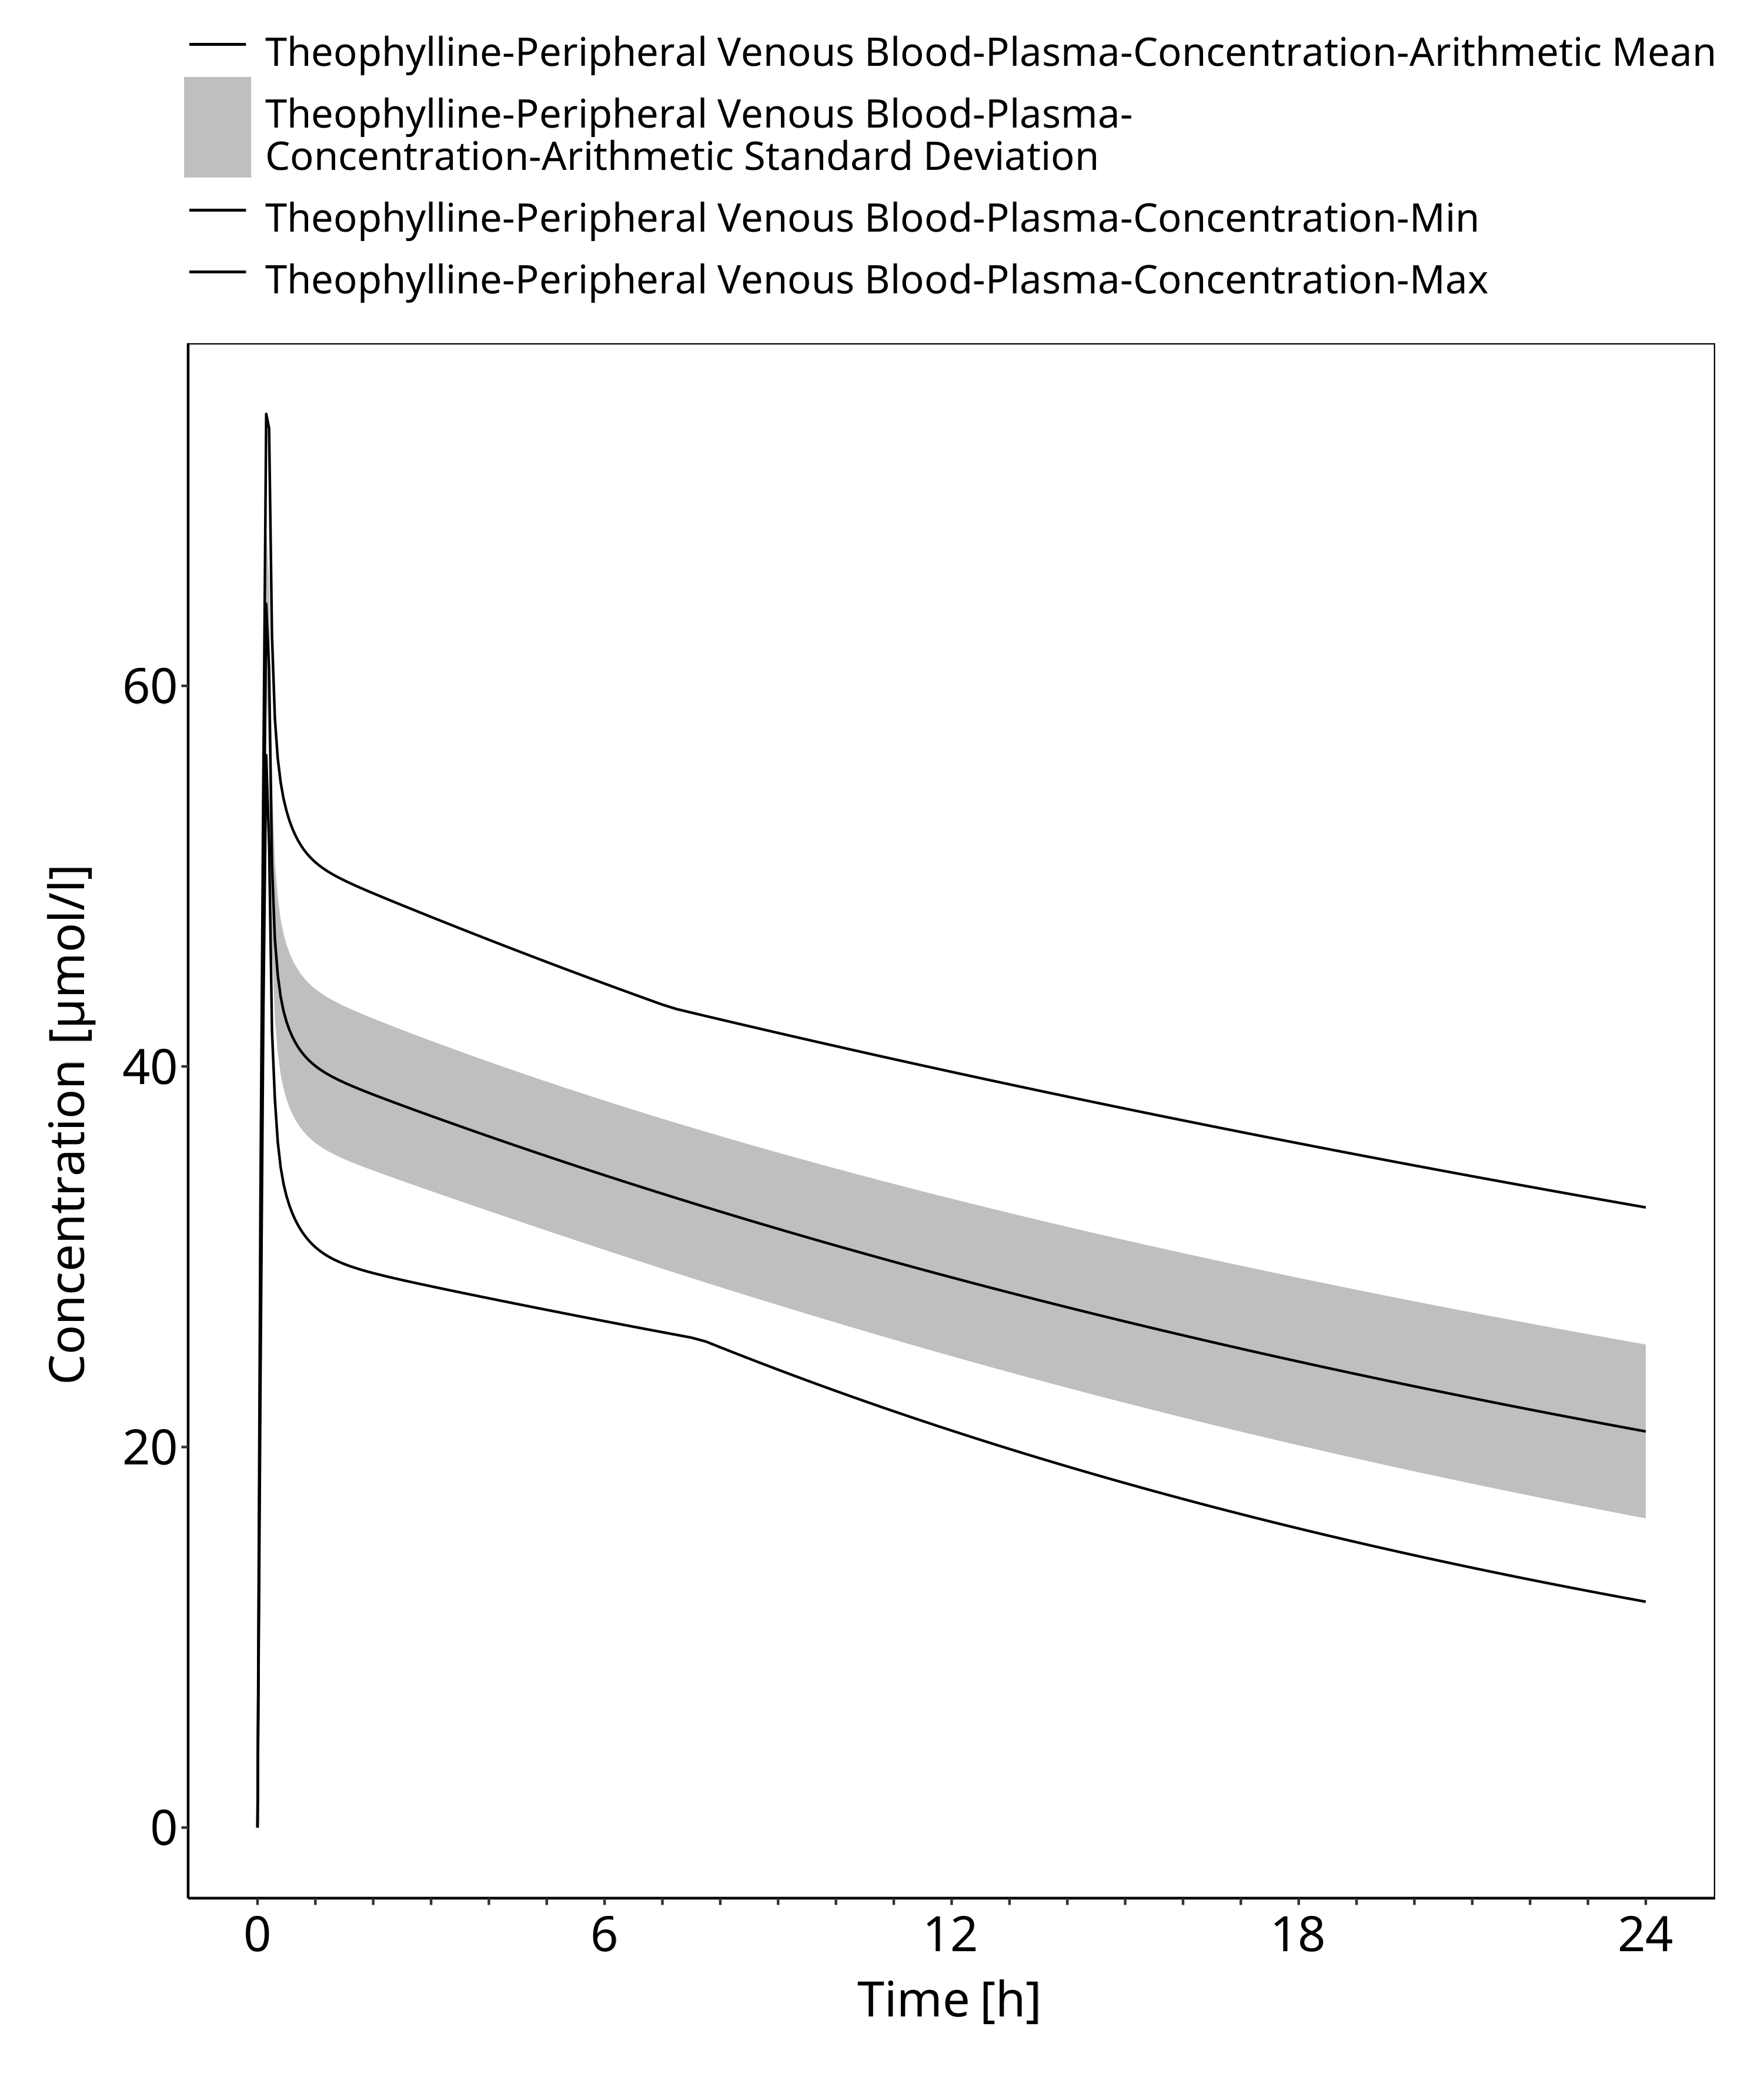 Theophylline-Peripheral Venous Blood-Plasma-Concentration-Arithmetic Mean
Theophylline-Peripheral Venous Blood-Plasma-
Concentration-Arithmetic Standard Deviation
Theophylline-Peripheral Venous Blood-Plasma-Concentration-Min
Theophylline-Peripheral Venous Blood-Plasma-Concentration-Max
Concentration [µmol/l]
60
40
20
0
0 6 12 18 24
Time [h]